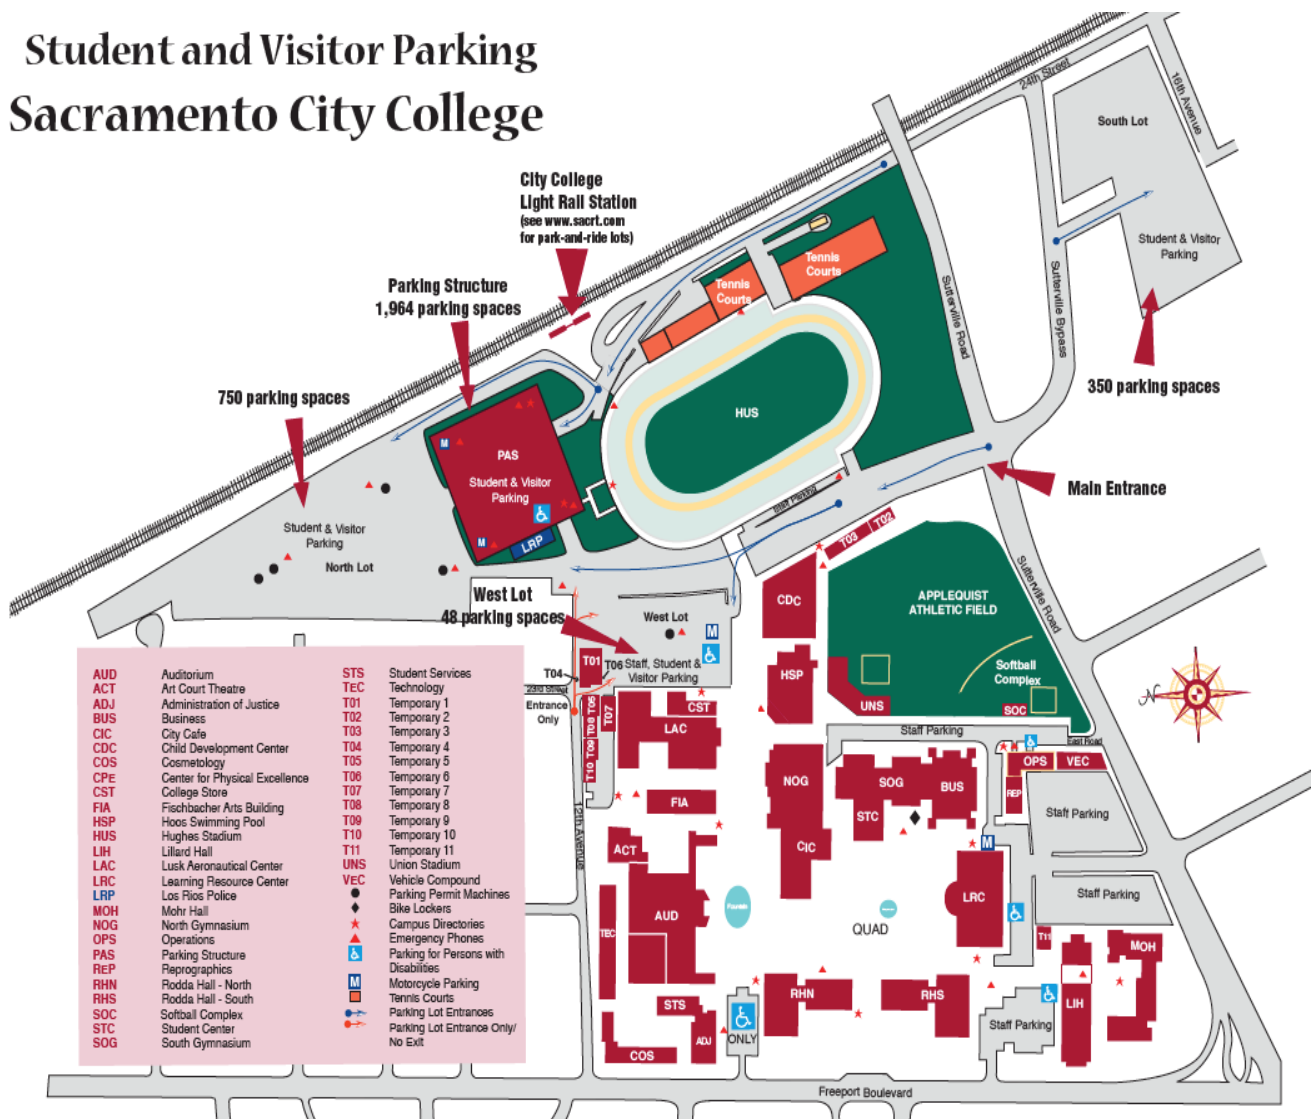 Student and Visitor Parking
Sacramento City College
24th Street
16th Avenue
South Lot
City College
Light Rail Station
(see www.sacrt.com
for park-and-ride lots)
Student & Visitor
Parking
Tennis
Courts
Tennis
Courts
Sutterville Road
Sutterville Bypass
Parking Structure
1,964 parking spaces
750 parking spaces
350 parking spaces
HUS
M
PAS
Student & Visitor
Parking
M
LRP
Main Entrance
Staff Parking
Student & Visitor
Parking
North Lot
T03
T02
Sutterville Road
West Lot
48 parking spaces
West Lot
M
CDC
APPLEQUIST
ATHLETIC FIELD
Softball
Complex
T01
T06
T04
Staff, Student &
Visitor Parking
HSP
UNS
SOC
N
23rd Street
Entrance
Only
T05
T08
T07
T09
T10
CST
LAC
Staff Parking
East Road
OPS
VEC
REP
NOG
SOG
BUS
STC
FIA
12th Avenue
Staff Parking
ACT
CIC
M
AUD
TEC
Fountain
QUAD
LRC
Staff Parking
T11
MOH
RHN
RHS
LIH
Staff Parking
STS
ADJ
COS
ONLY
Freeport Boulevard
AUD Auditorium
ACT Art Court Theatre
ADJ Administration of Justice
BUS Business
CIC City Cafe
CDC Child Development Center
COS Cosmetology
CPE Center for Physical Excellence
CST College Store
FIA Fischbacher Arts Building
HSP Hoos Swimming Pool
HUS Hughes Stadium
LIH Lillard Hall
LAC Lusk Aeronautical Center
LRC Learning Resource Center
LRP Los Rios Police
MOH Mohr Hall
NOG North Gymnasium
OPS Operations
PAS Parking Structure
REP Reprographics
RHN Rodda Hall - North
RHS Rodda Hall - South
SOC Softball Complex
STC Student Center
SOG South Gymnasium
STS Student Services
TEC Technology
T01 Temporary 1
T02 Temporary 2
T03 Temporary 3
T04 Temporary 4
T05 Temporary 5
T06 Temporary 6
T07 Temporary 7
T08 Temporary 8
T09 Temporary 9
T10 Temporary 10
T11 Temporary 11
UNS Union Stadium
VEC Vehicle Compound
Parking Permit Machines
Bike Lockers
Campus Directories
Emergency Phones
Parking for Persons with
Disabilities
M Motorcycle Parking
Tennis Courts
Parking Lot Entrances
Parking Lot Entrance Only/
No Exit